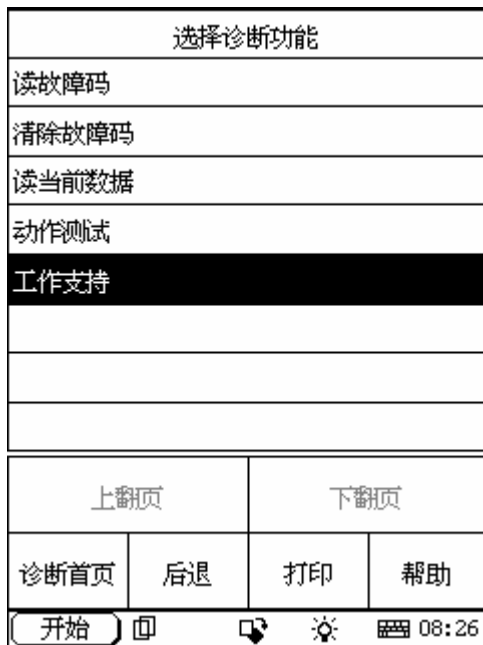 选择诊断功能
读故障码
清除故障码
读当前数据
动作测试
工作支持
上翻页 下翻页
诊断首页 后退 打印 帮助
开始 08:26